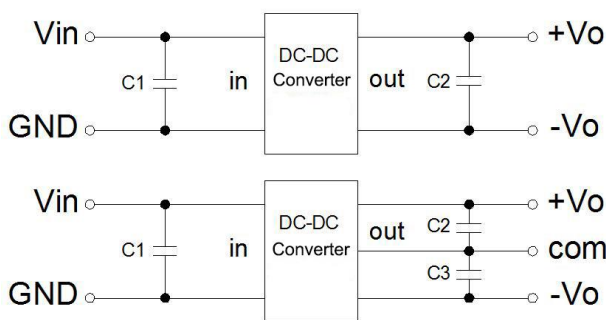 Vin
+Vo
DC-DC
Converter
C1
in
out
C2
GND
-Vo
Vin
+Vo
DC-DC
Converter
C1
in
out
C2
com
C3
GND
-Vo